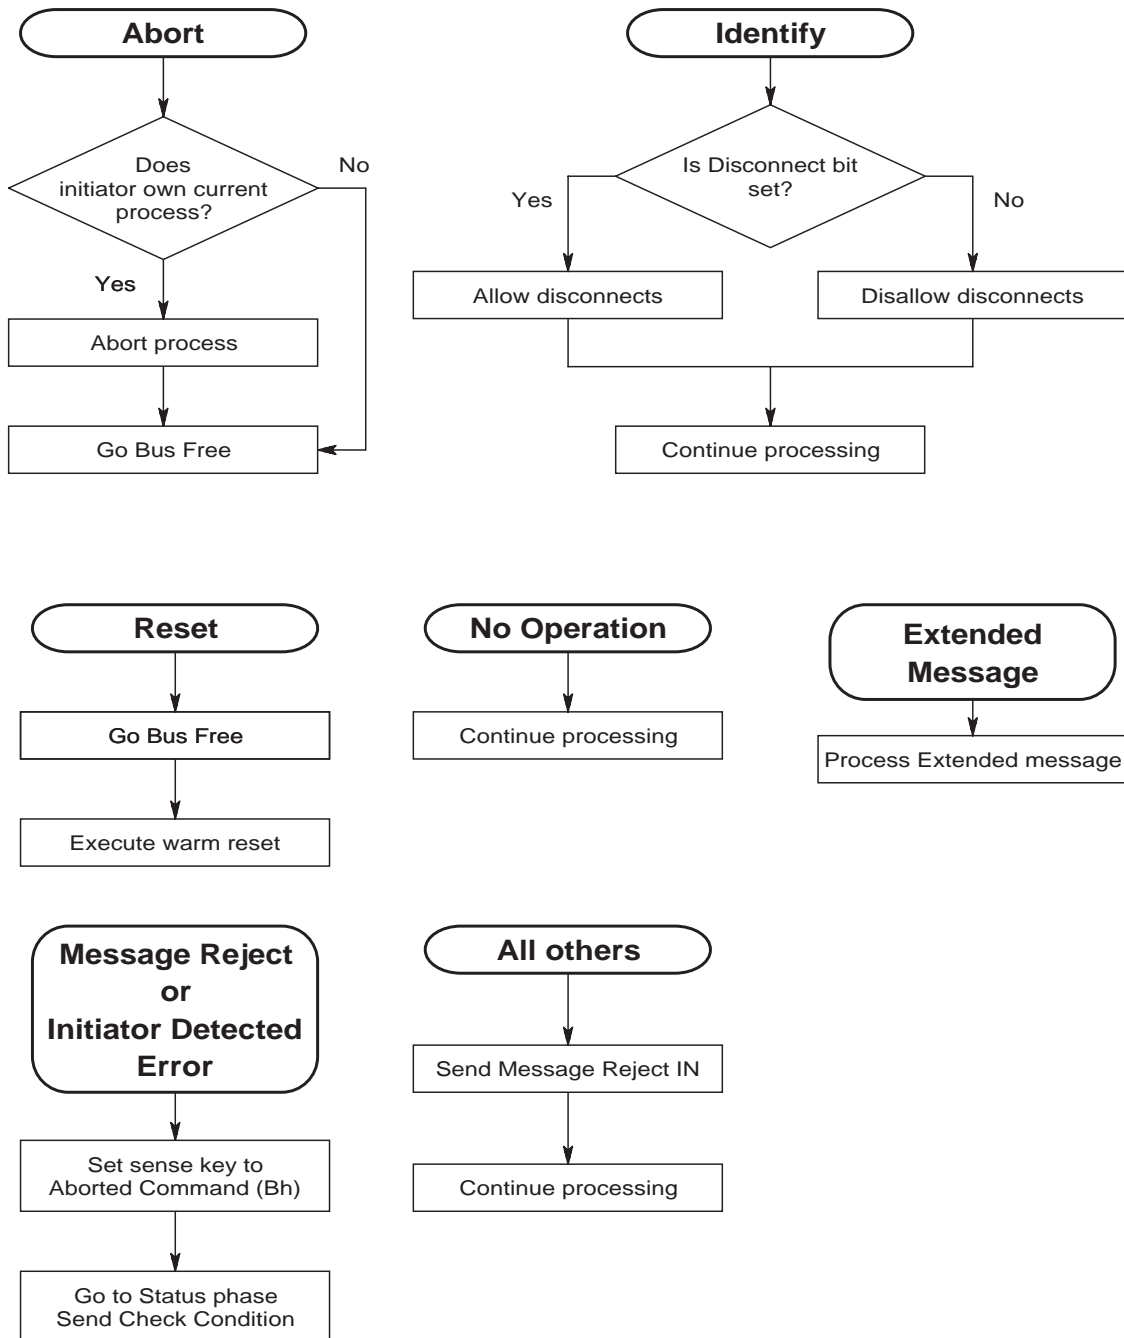 Abort
Does
initiator own current
process?
No
Yes
Abort process
Go Bus Free
Identify
Is Disconnect bit
set?
Yes
No
Allow disconnects
Disallow disconnects
Continue processing
Reset
Go Bus Free
Execute warm reset
No Operation
Continue processing
Extended
Message
Process Extended message
Message Reject
or
Initiator Detected
Error
Set sense key to
Aborted Command (Bh)
Go to Status phase
Send Check Condition
All others
Send Message Reject IN
Continue processing